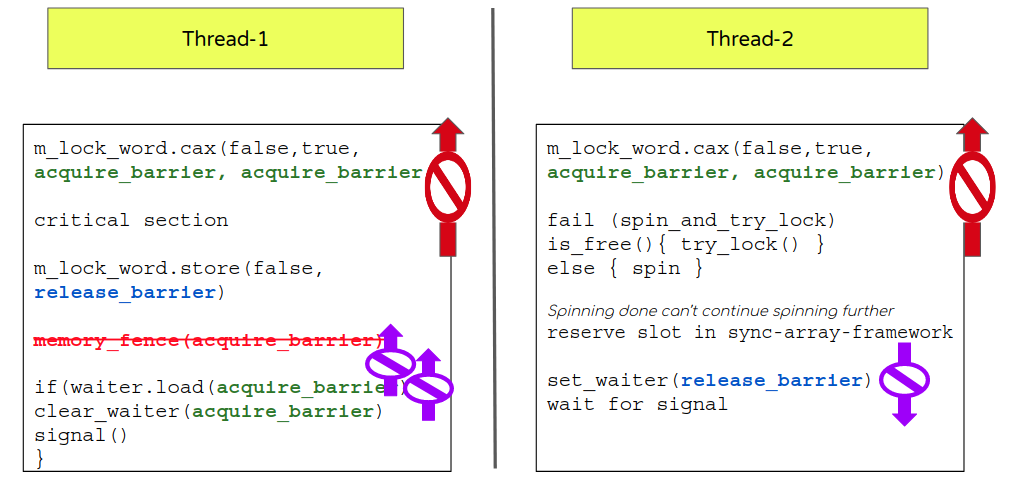 Thread-1
m_lock_word.cax(false,true,
acquire_barrier, acquire_barrier
critical section
m_lock_word.store(false,
release_barrier)
memory_fence(acquire_barrier)
if(waiter.load(acquire_barrier)
clear_waiter(acquire_barrier)
signal()
}
Thread-2
m_lock_word.cax(false,true,
acquire_barrier, acquire_barrier)
fail (spin_and_try_lock)
is_free(){ try_lock() }
else { spin }
Spinning done can't continue spinning further
reserve slot in sync-array-framework
set_waiter(release_barrier)
wait for signal